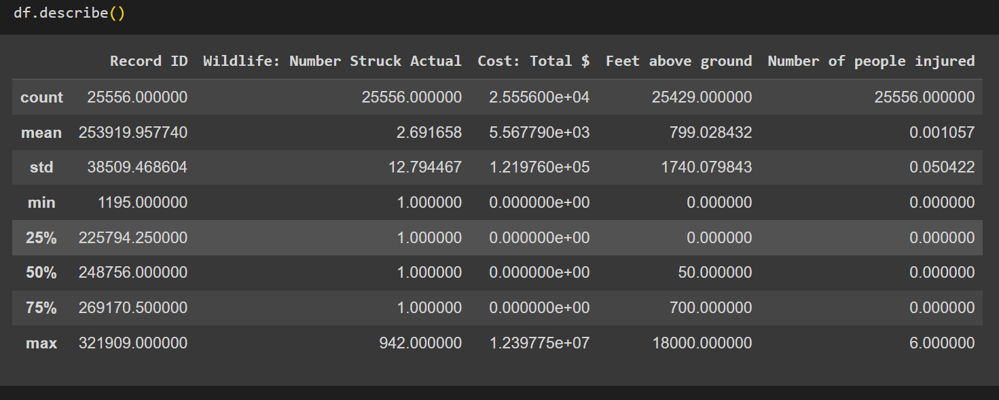 df.describe()
Record ID Wildlife: Number Struck Actual Cost: Total $ Feet above ground Number of people injured
count 25556.000000 25556.000000 2.555600e+04 25429.000000 25556.000000
mean 253919.957740 2.691658 5.567790e+03 799.028432 0.001057
std 38509.468604 12.794467 1.219760e+05 1740.079843 0.050422
min 1195.000000 1.000000 0.000000e+00 0.000000 0.000000
25% 225794.250000 1.000000 0.000000e+00 0.000000 0.000000
50% 248756.000000 1.000000 0.000000e+00 50.000000 0.000000
75% 269170.500000 1.000000 0.000000e+00 700.000000 0.000000
max 321909.000000 942.000000 1.239775e+07 18000.000000 6.000000